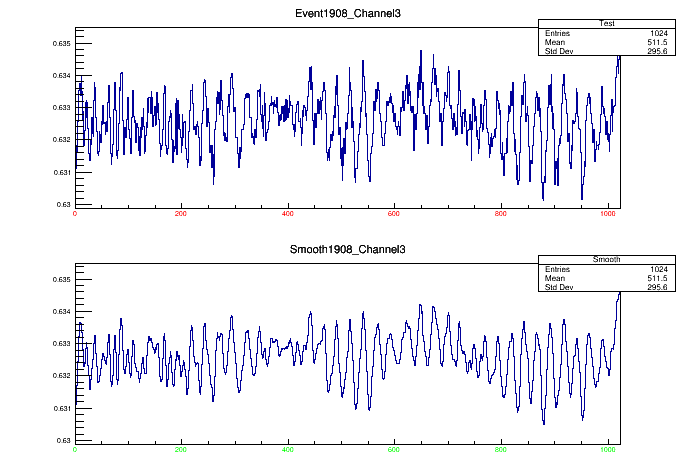 Event1908_Channel3
Test
Entries 1024
Mean 511.5
Std Dev 295.6
0.635
0.634
0.633
0.632
0.631
0.63
0 200 400 600 800 1000
Smooth1908_Channel3
Smooth
Entries 1024
Mean 511.5
Std Dev 295.6
0.635
0.634
0.633
0.632
0.631
0.63
0 200 400 600 800 1000